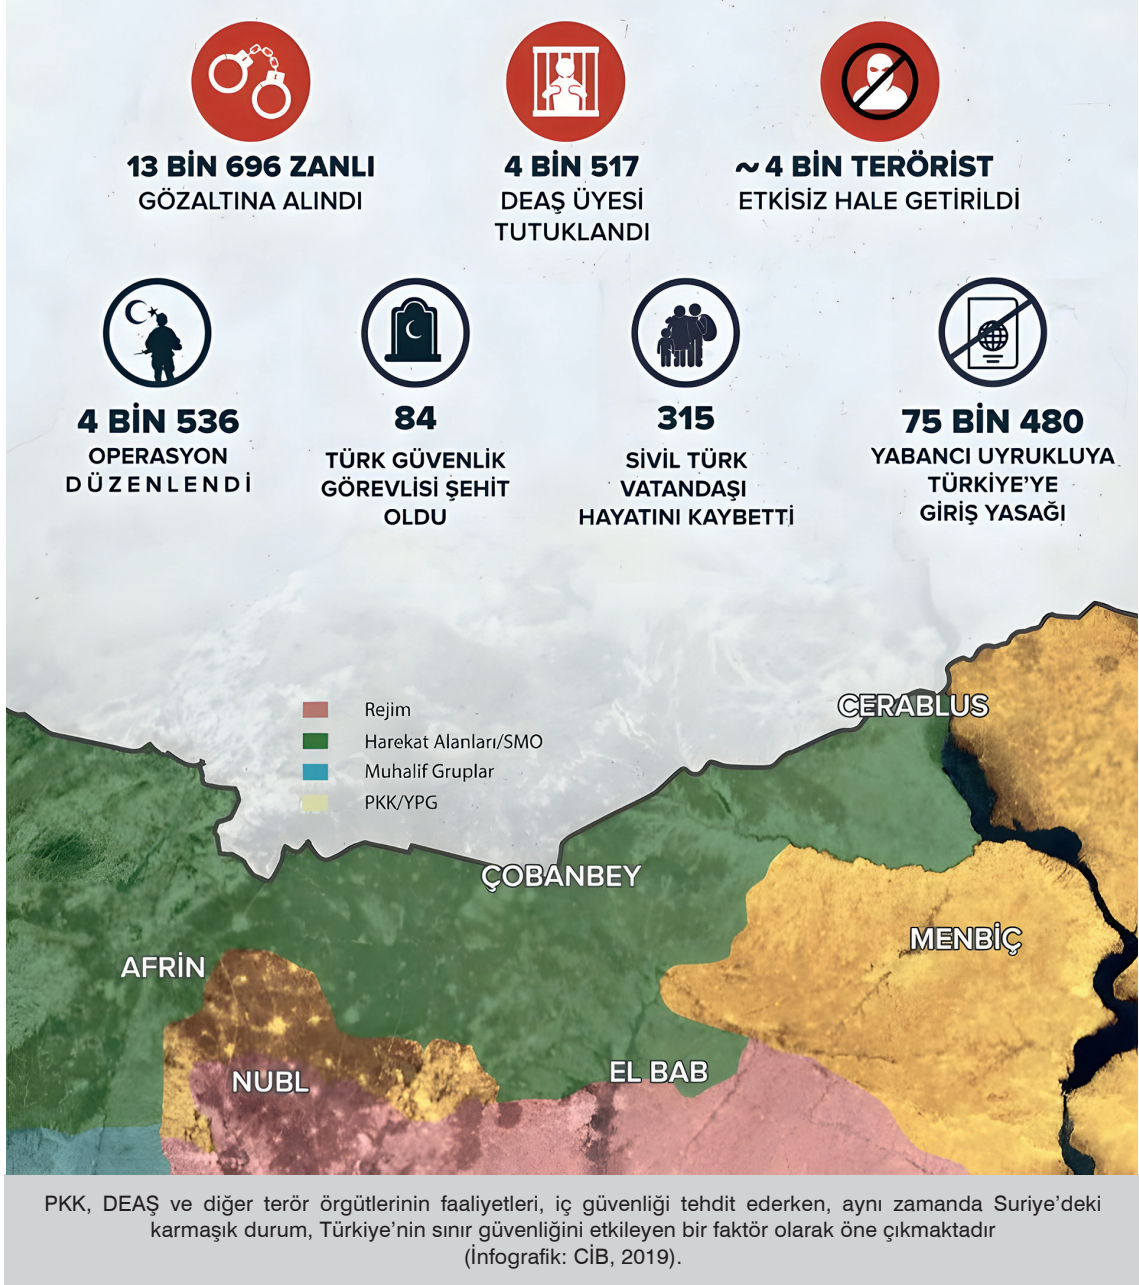 13 BİN 696 ZANLI
GÖZALTINA ALINDI
4 BİN 517
DEAŞ ÜYESİ
TUTUKLANDI
~ 4 BİN TERÖRİST
ETKİSİZ HALE GETİRİLDİ
4 BİN 536
OPERASYON
DÜZENLENDİ
84
TÜRK GÜVENLİK
GÖREVLİSİ ŞEHİT
OLDU
315
SİVİL TÜRK
VATANDAŞI
HAYATINI KAYBETTİ
75 BİN 480
YABANCI UYRUKLUYA
TÜRKİYE'YE
GİRİŞ YASAĞI
CERABLUS
Rejim
Harekat Alanları/SMO
Muhalif Gruplar
PKK/YPG
ÇOBANBEY
MENBİÇ
AFRİN
NUBL
EL BAB
PKK, DEAŞ ve diğer terör örgütlerinin faaliyetleri, iç güvenliği tehdit ederken, aynı zamanda Suriye'deki
karmaşık durum, Türkiye'nin sınır güvenliğini etkileyen bir faktör olarak öne çıkmaktadır
(İnfografik: CİB, 2019).